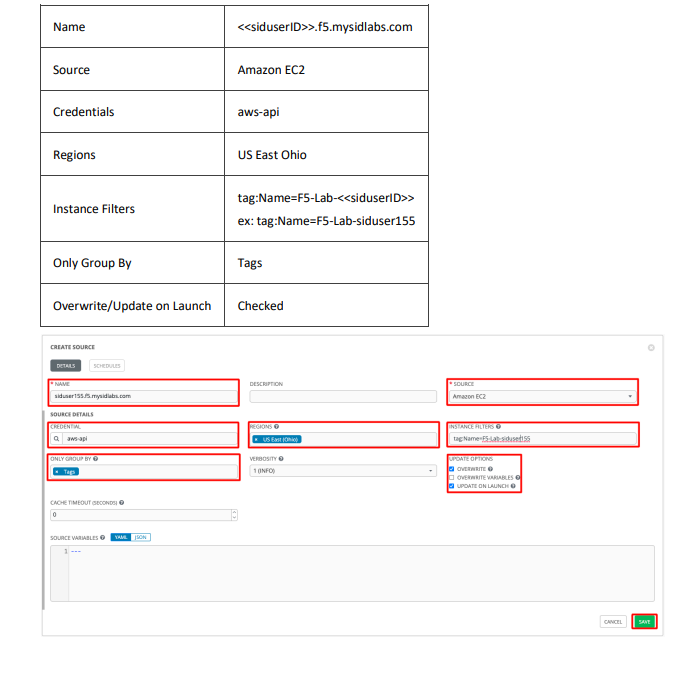 Name <<siduserID>>.f5.mysidlabs.com
Source Amazon EC2
Credentials aws-api
Regions US East Ohio
Instance Filters tag:Name=F5-Lab-<<siduserID>>
ex: tag:Name=F5-Lab-siduser155
Only Group By Tags
Overwrite/Update on Launch Checked
CREATE SOURCE
DETAILS SCHEDULES
* NAME DESCRIPTION * SOURCE
siduser155.f5.mysidlabs.com Amazon EC2
SOURCE DETAILS
CREDENTIAL REGIONS INSTANCE FILTERS
aws-api × US East (Ohio) tag:Name=F5-Lab-siduser155
ONLY GROUP BY VERBOSITY UPDATE OPTIONS
× Tags 1 (INFO) OVERWRITE
OVERWRITE VARIABLES
UPDATE ON LAUNCH
CACHE TIMEOUT (SECONDS)
0
SOURCE VARIABLES YAML JSON
1 ---
CANCEL SAVE